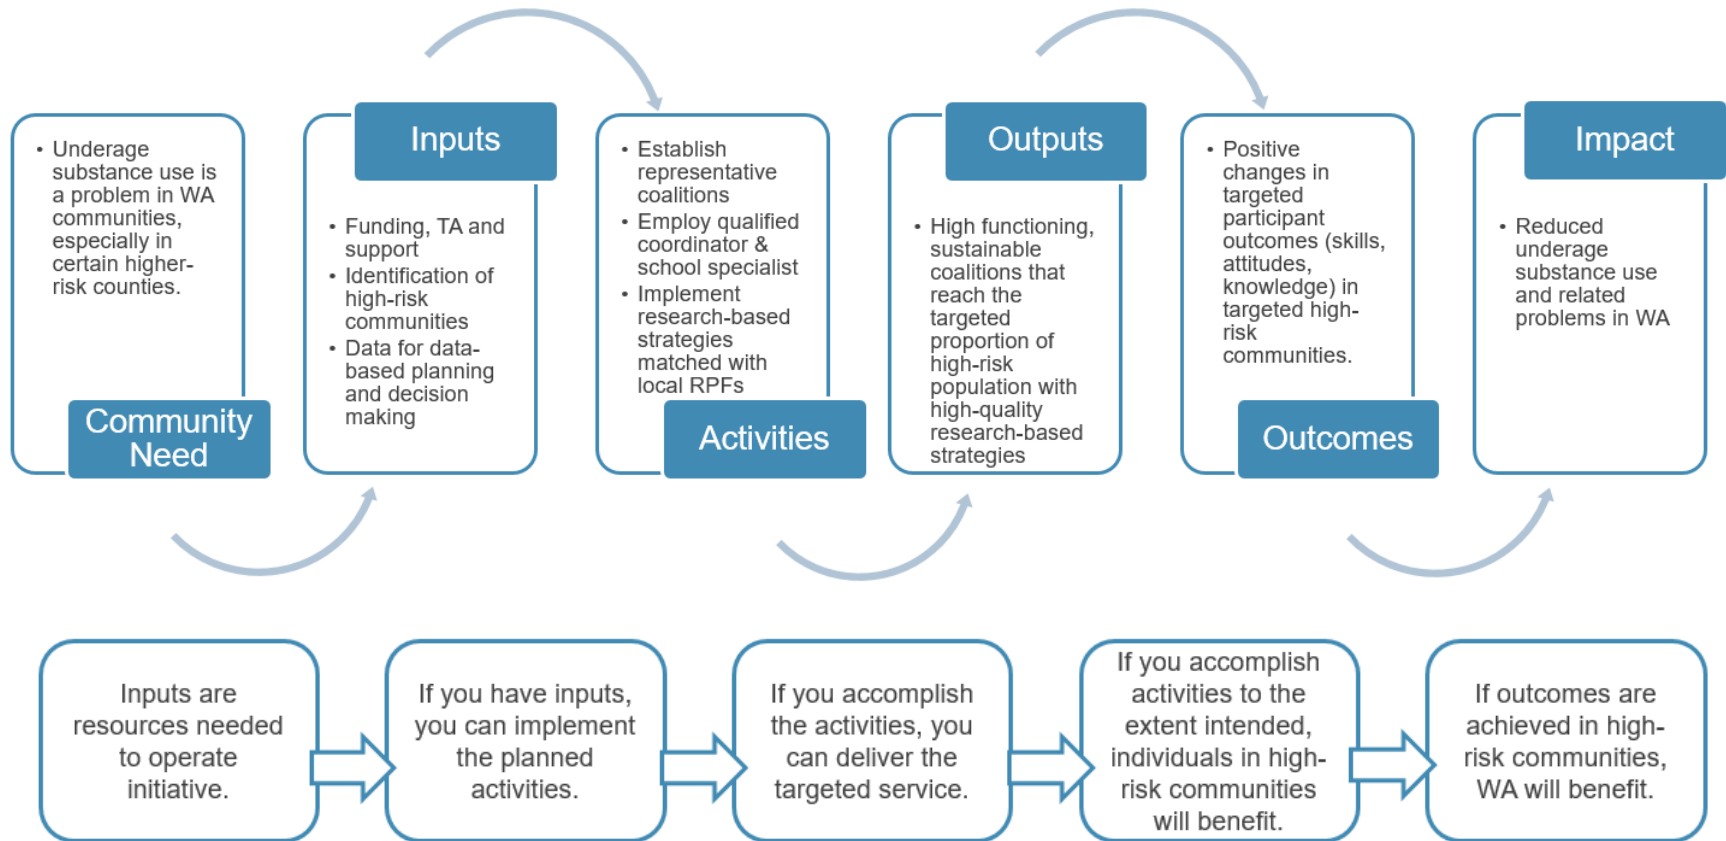 • Underage
substance use is
a problem in WA
communities,
especially in
certain higher-
risk counties.
Community
Need
Inputs
• Funding, TA and
support
• Identification of
high-risk
communities
• Data for data-
based planning
and decision
making
• Establish
representative
coalitions
• Employ qualified
coordinator &
school specialist
• Implement
research-based
strategies
matched with
local RPFs
Activities
Outputs
• High functioning,
sustainable
coalitions that
reach the
targeted
proportion of
high-risk
population with
high-quality
research-based
strategies
• Positive
changes in
targeted
participant
outcomes (skills,
attitudes,
knowledge) in
targeted high-
risk
communities.
Outcomes
Impact
• Reduced
underage
substance use
and related
problems in WA
Inputs are
resources needed
to operate
initiative.
If you have inputs,
you can implement
the planned
activities.
If you accomplish
the activities, you
can deliver the
targeted service.
If you accomplish
activities to the
extent intended,
individuals in high-
risk communities
will benefit.
If outcomes are
achieved in high-
risk communities,
WA will benefit.